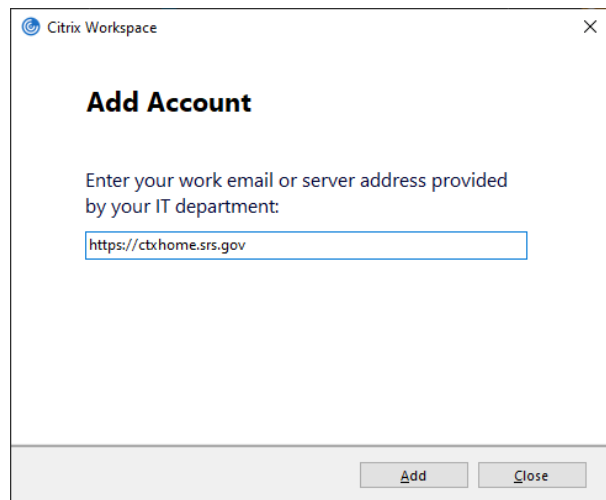 Citrix Workspace
Add Account
Enter your work email or server address provided
by your IT department:
https://ctxhome.srs.gov
Add
Close